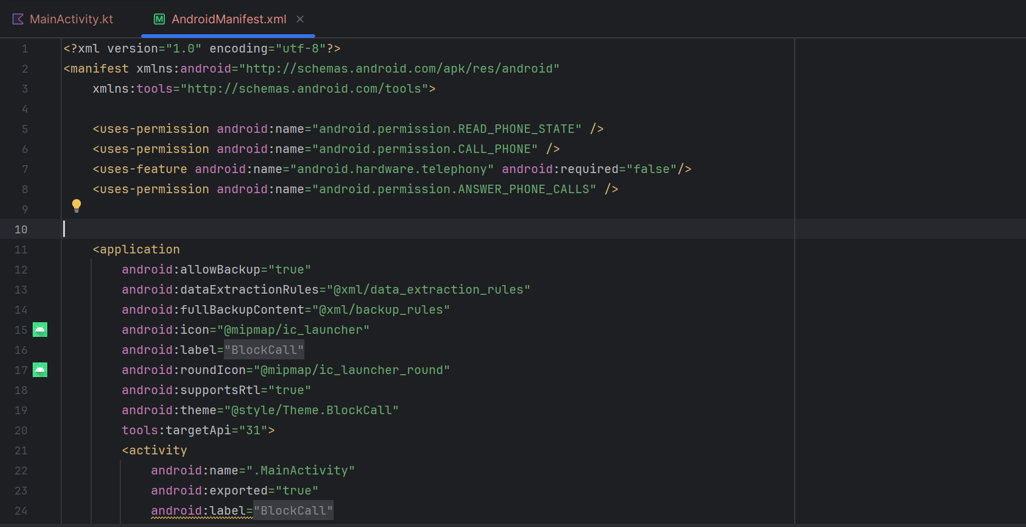 MainActivity.kt AndroidManifest.xml
1 <?xml version="1.0" encoding="utf-8"?>
2 <manifest xmlns:android="http://schemas.android.com/apk/res/android"
3 xmlns:tools="http://schemas.android.com/tools">
4
5 <uses-permission android:name="android.permission.READ_PHONE_STATE" />
6 <uses-permission android:name="android.permission.CALL_PHONE" />
7 <uses-feature android:name="android.hardware.telephony" android:required="false"/>
8 <uses-permission android:name="android.permission.ANSWER_PHONE_CALLS" />
9
10
11 <application
12 android:allowBackup="true"
13 android:dataExtractionRules="@xml/data_extraction_rules"
14 android:fullBackupContent="@xml/backup_rules"
15 android:icon="@mipmap/ic_launcher"
16 android:label="BlockCall"
17 android:roundIcon="@mipmap/ic_launcher_round"
18 android:supportsRtl="true"
19 android:theme="@style/Theme.BlockCall"
20 tools:targetApi="31">
21 <activity
22 android:name=".MainActivity"
23 android:exported="true"
24 android:label="BlockCall"